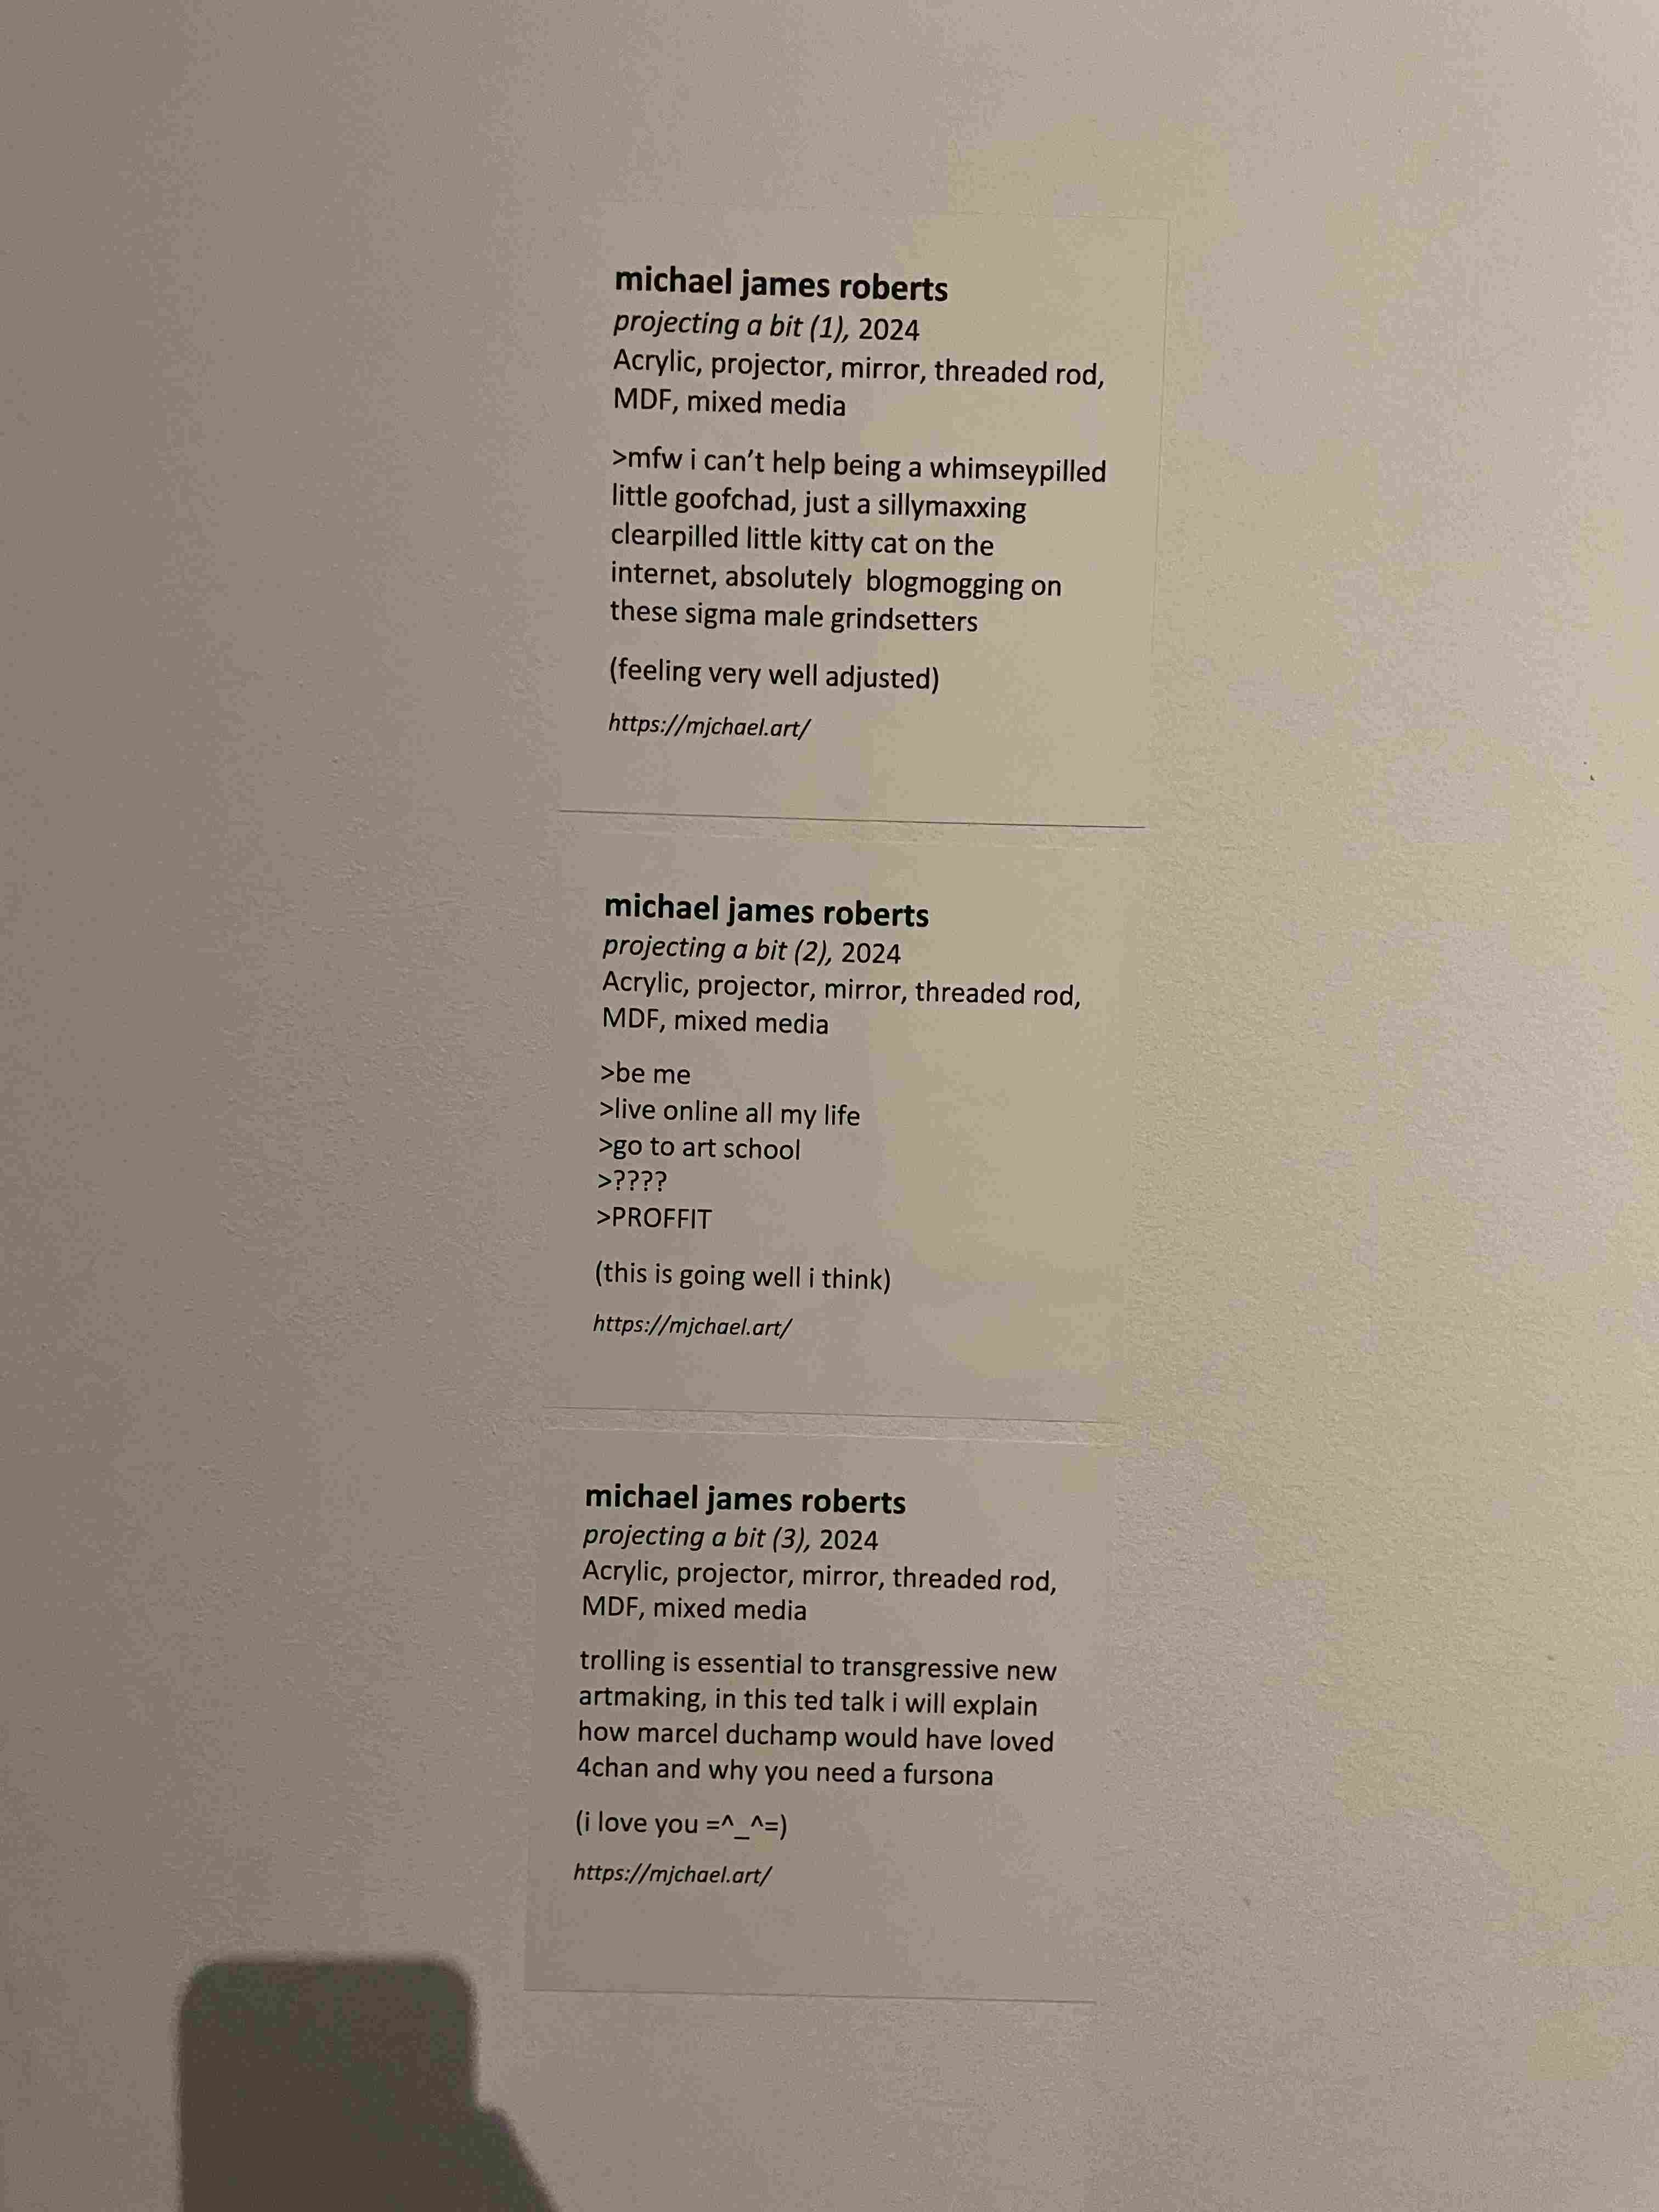 michael james roberts
projecting a bit (1), 2024
Acrylic, projector, mirror, threaded rod,
MDF, mixed media
>mfw i can’t help being a whimseypilled
little goofchad, just a sillymaxxing
clearpilled little kitty cat on the
internet, absolutely  blogmogging on
these sigma male grindsetters
(feeling very well adjusted)
https://mjchael.art/
michael james roberts
projecting a bit (2), 2024
Acrylic, projector, mirror, threaded rod,
MDF, mixed media
>be me
>live online all my life
>go to art school
>????
>PROFFIT
(this is going well i think)
https://mjchael.art/
michael james roberts
projecting a bit (3), 2024
Acrylic, projector, mirror, threaded rod,
MDF, mixed media
trolling is essential to transgressive new
artmaking, in this ted talk i will explain
how marcel duchamp would have loved
4chan and why you need a fursona
(i love you =^_^=)
https://mjchael.art/